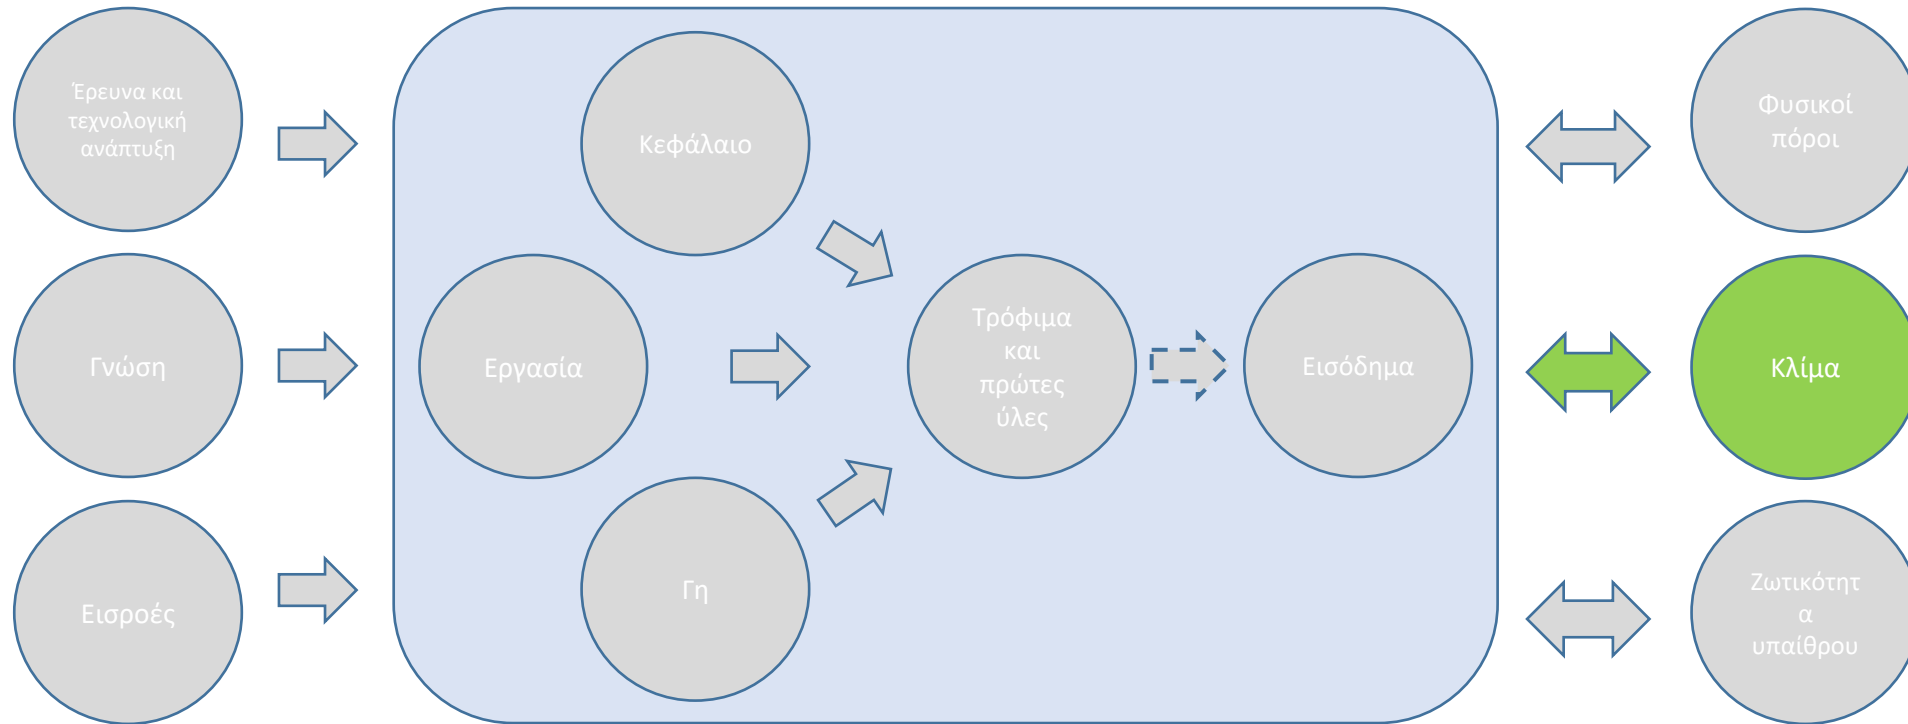 Έρευνα και
τεχνολογική
ανάπτυξη
Γνώση
Εισροές
Κεφάλαιο
Εργασία
Γη
Τρόφιμα
και
πρώτες
ύλες
Εισόδημα
Φυσικοί
πόροι
Κλίμα
Ζωτικότητ
α
υπαίθρου